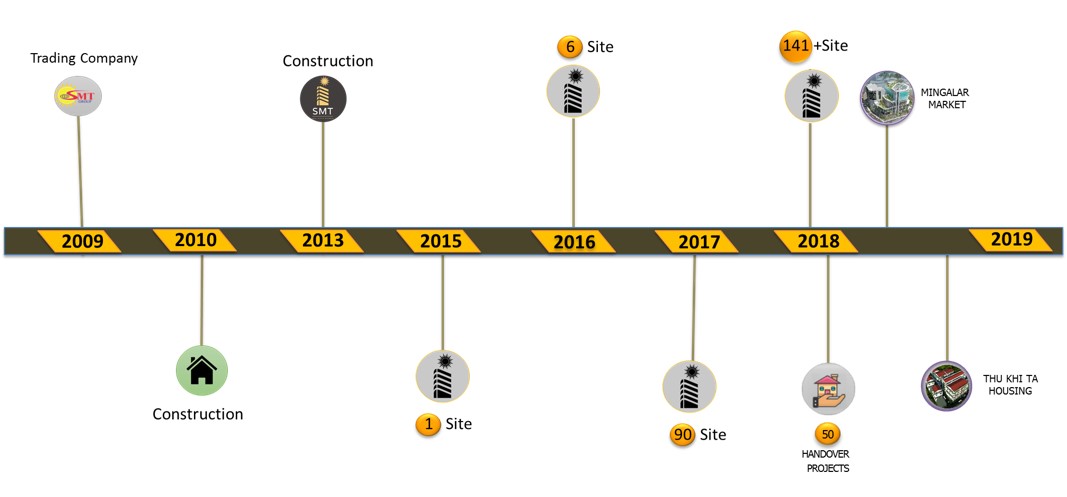 6 Site
141 +Site
Trading Company
Construction
SMT
SMT
MINGALAR
MARKET
2009
2010
2013
2015
2016
2017
2018
2019
THU KHI TA
HOUSING
Construction
1 Site
90 Site
50
HANDOVER
PROJECTS